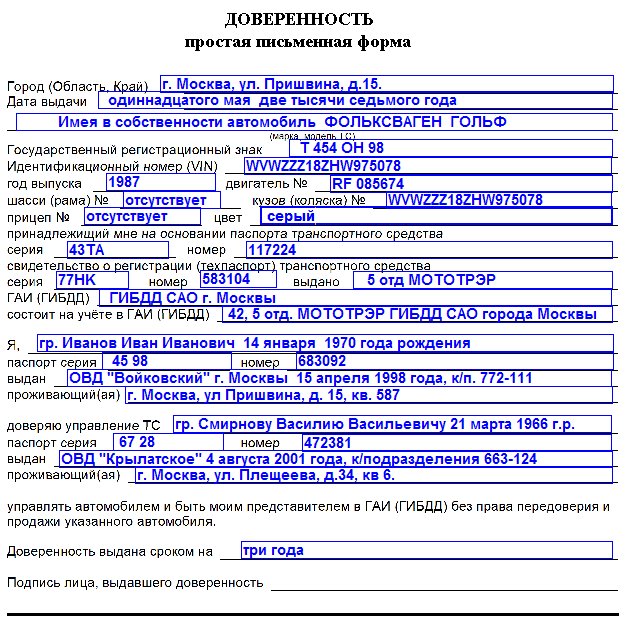 ДОВЕРЕННОСТЬ
простая письменная форма
Город (Область, Край) г. Москва, ул. Пришвина, д.15.
Дата выдачи одиннадцатого мая две тысячи седьмого года
Имея в собственности автомобиль ФОЛЬКСВАГЕН ГОЛЬФ
(марка, модель ТС)
Государственный регистрационный знак Т 454 ОН 98
Идентификационный номер (VIN) WVWZZZ18ZHW975078
год выпуска 1987 двигатель № RF 085674
шасси (рама) № отсутствует кузов (коляска) № WVWZZZ18ZHW975078
прицеп № отсутствует цвет серый
принадлежищий мне на основании паспорта транспортного средства
серия 43ТА номер 117224
свидетельство о регистрации (техпаспорт) транспортного средства
серия 77НК номер 583104 выдано 5 отд МОТОТРЭР
ГАИ (ГИБДД) ГИБДД САО г. Москвы
состоит на учёте в ГАИ (ГИБДД) 42, 5 отд. МОТОТРЭР ГИБДД САО города Москвы
Я, гр. Иванов Иван Иванович 14 января 1970 года рождения
паспорт серия 45 98 номер 683092
выдан ОВД "Войковский" г. Москвы 15 апреля 1998 года, к/п. 772-111
проживающий(ая) г. Москва, ул Пришвина, д. 15, кв. 587
доверяю управление ТС гр. Смирнову Василию Васильевичу 21 марта 1966 г.р.
паспорт серия 67 28 номер 472381
выдан ОВД "Крылатское" 4 августа 2001 года, к/подразделения 663-124
проживающий(ая) г. Москва, ул. Плещеева, д.34, кв 6.
управлять автомобилем и быть моим представителем в ГАИ (ГИБДД) без права передоверия и
продажи указанного автомобиля.
Доверенность выдана сроком на три года
Подпись лица, выдавшего доверенность